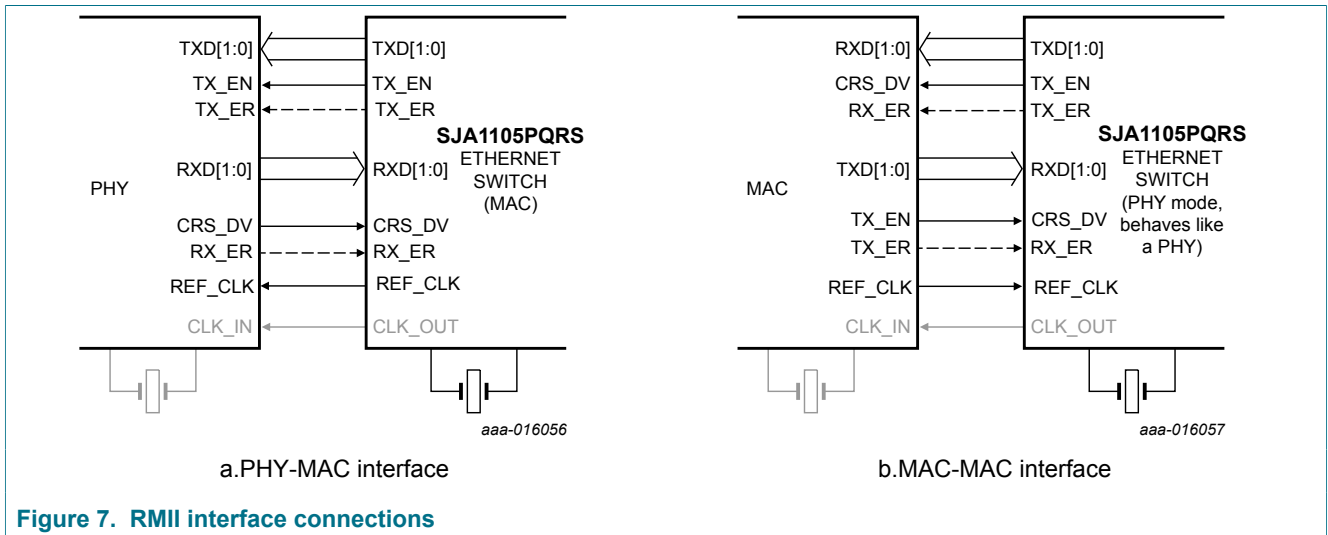 TXD[1:0] TXD[1:0]
TX_EN TX_EN
TX_ER TX_ER
SJA1105PQRS
ETHERNET
SWITCH
(MAC)
PHY
RXD[1:0] RXD[1:0]
CRS_DV CRS_DV
RX_ER RX_ER
REF_CLK REF_CLK
CLK_IN CLK_OUT
aaa-016056
a.PHY-MAC interface
RXD[1:0] TXD[1:0]
CRS_DV TX_EN
RX_ER TX_ER
SJA1105PQRS
ETHERNET
SWITCH
(PHY mode,
behaves like
a PHY)
MAC
TXD[1:0] RXD[1:0]
TX_EN CRS_DV
TX_ER RX_ER
REF_CLK REF_CLK
CLK_IN CLK_OUT
aaa-016057
b.MAC-MAC interface
Figure 7. RMII interface connections